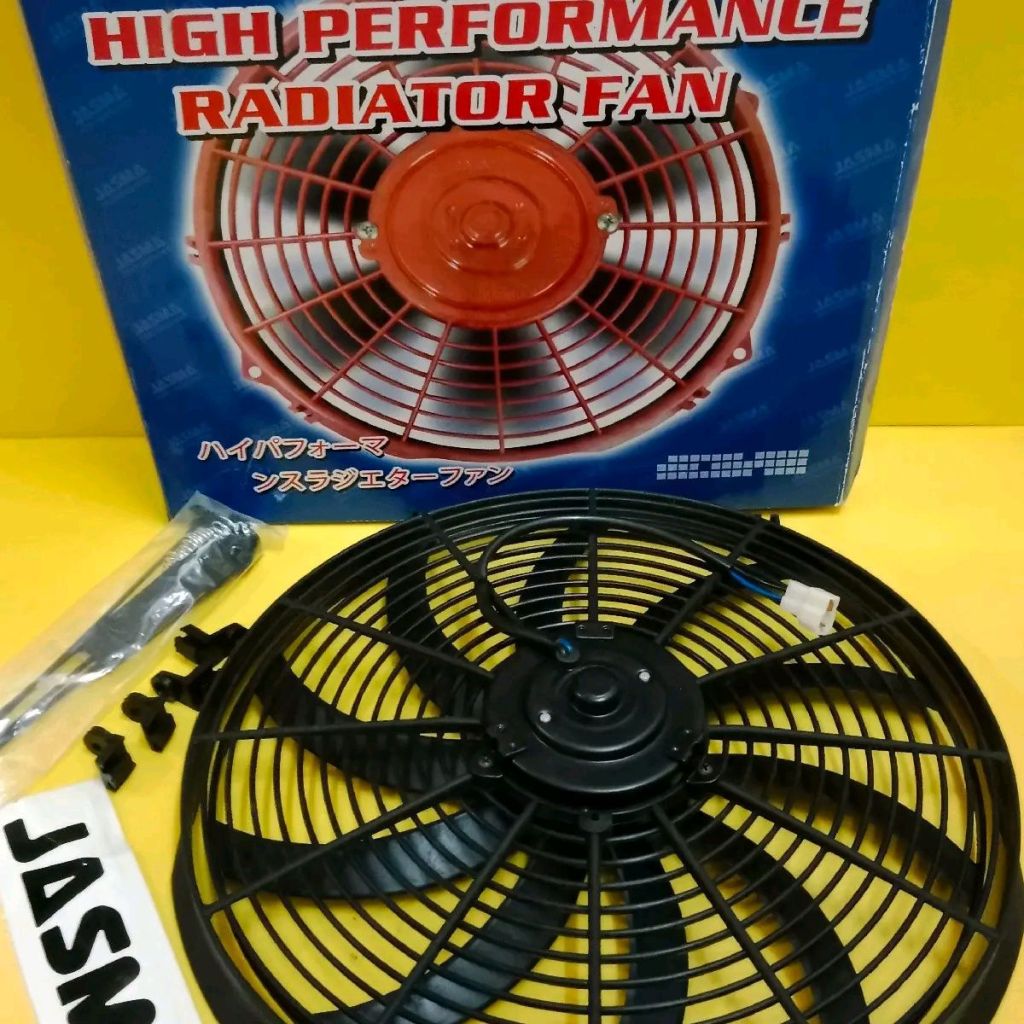 HIGH PERFORMANCE
RADIATOR FAN
ハイパフォーマ
ンスラジエターファン
JASM